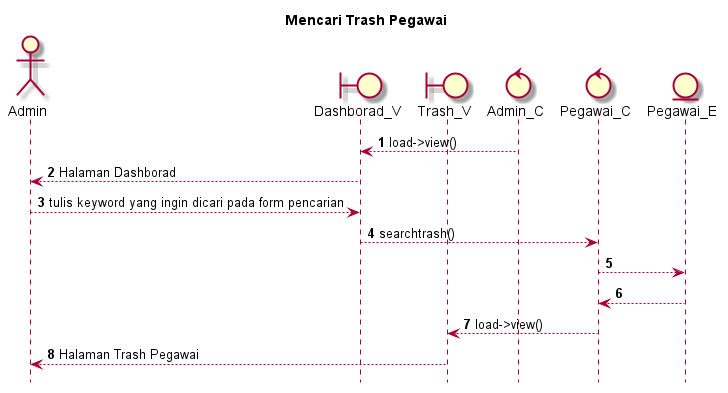 Mencari Trash Pegawai
Admin
Dashborad_V
Trash_V
Admin_C
Pegawai_C
Pegawai_E
1 load->view()
2 Halaman Dashborad
3 tulis keyword yang ingin dicari pada form pencarian
4 searchtrash()
5
6
7 load->view()
8 Halaman Trash Pegawai